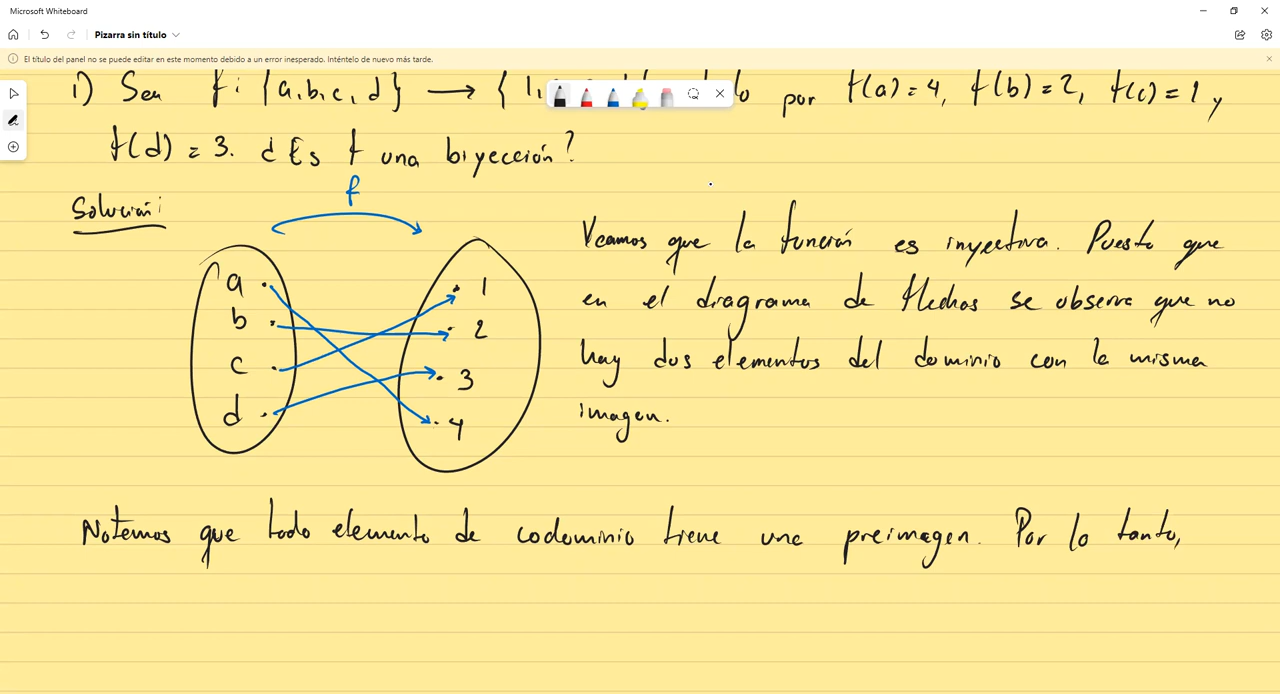 Microsoft Whiteboard
Pizarra sin título
El título del panel no se puede editar en este momento debido a un error inesperado. Inténtelo de nuevo más tarde.
1) Sea f: {a,b,c,d} → {1, por f(a)=4, f(b)=2, f(c)=1 y
f(d)=3. ¿Es f una biyección?
Solución:
f
a
b
c
d
1
2
3
4
Veamos que la función es inyectiva. Puesto que
en el diagrama de flechas se observa que no
hay dos elementos del dominio con la misma
imagen.
Notemos que todo elemento de codominio tiene una preimagen. Por lo tanto,